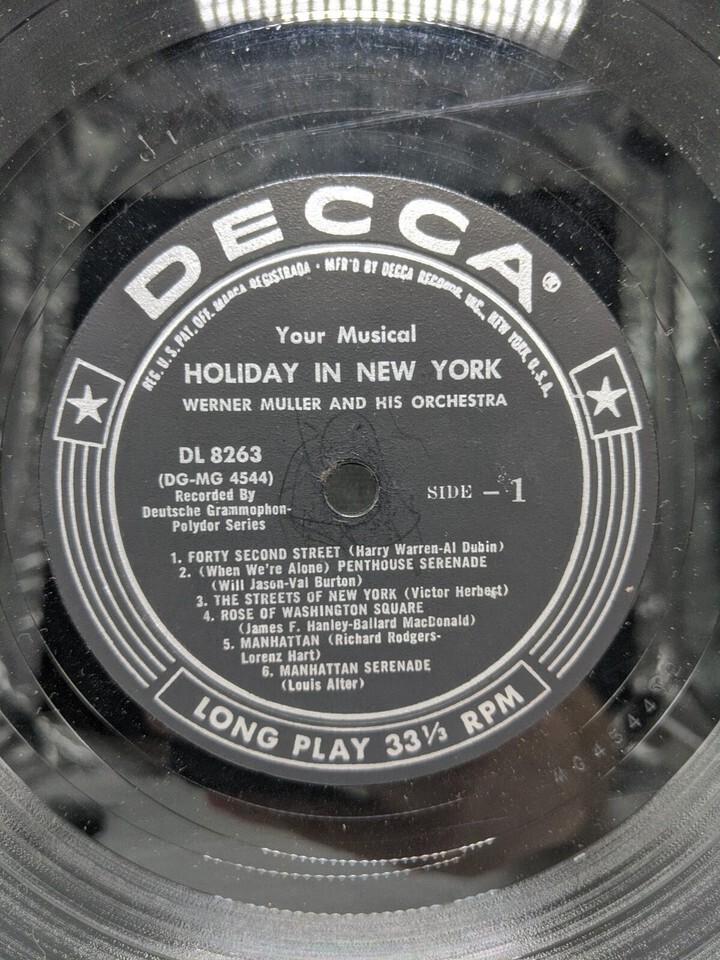 DECCA®
REG. U.S. PAT. OFF. MARCA REGISTRADA • MFR'D BY DECCA RECORDS, INC., NEW YORK, U.S.A.
Your Musical
HOLIDAY IN NEW YORK
WERNER MULLER AND HIS ORCHESTRA
DL 8263
(DG-MG 4544)
Recorded By
Deutsche Grammophon-
Polydor Series
SIDE - 1
1. FORTY SECOND STREET (Harry Warren-Al Dubin)
2. (When We're Alone) PENTHOUSE SERENADE
(Will Jason-Val Burton)
3. THE STREETS OF NEW YORK (Victor Herbert)
4. ROSE OF WASHINGTON SQUARE
(James F. Hanley-Ballard MacDonald)
5. MANHATTAN (Richard Rodgers-
Lorenz Hart)
6. MANHATTAN SERENADE
(Louis Alter)
LONG PLAY 33⅓ RPM
MG4544